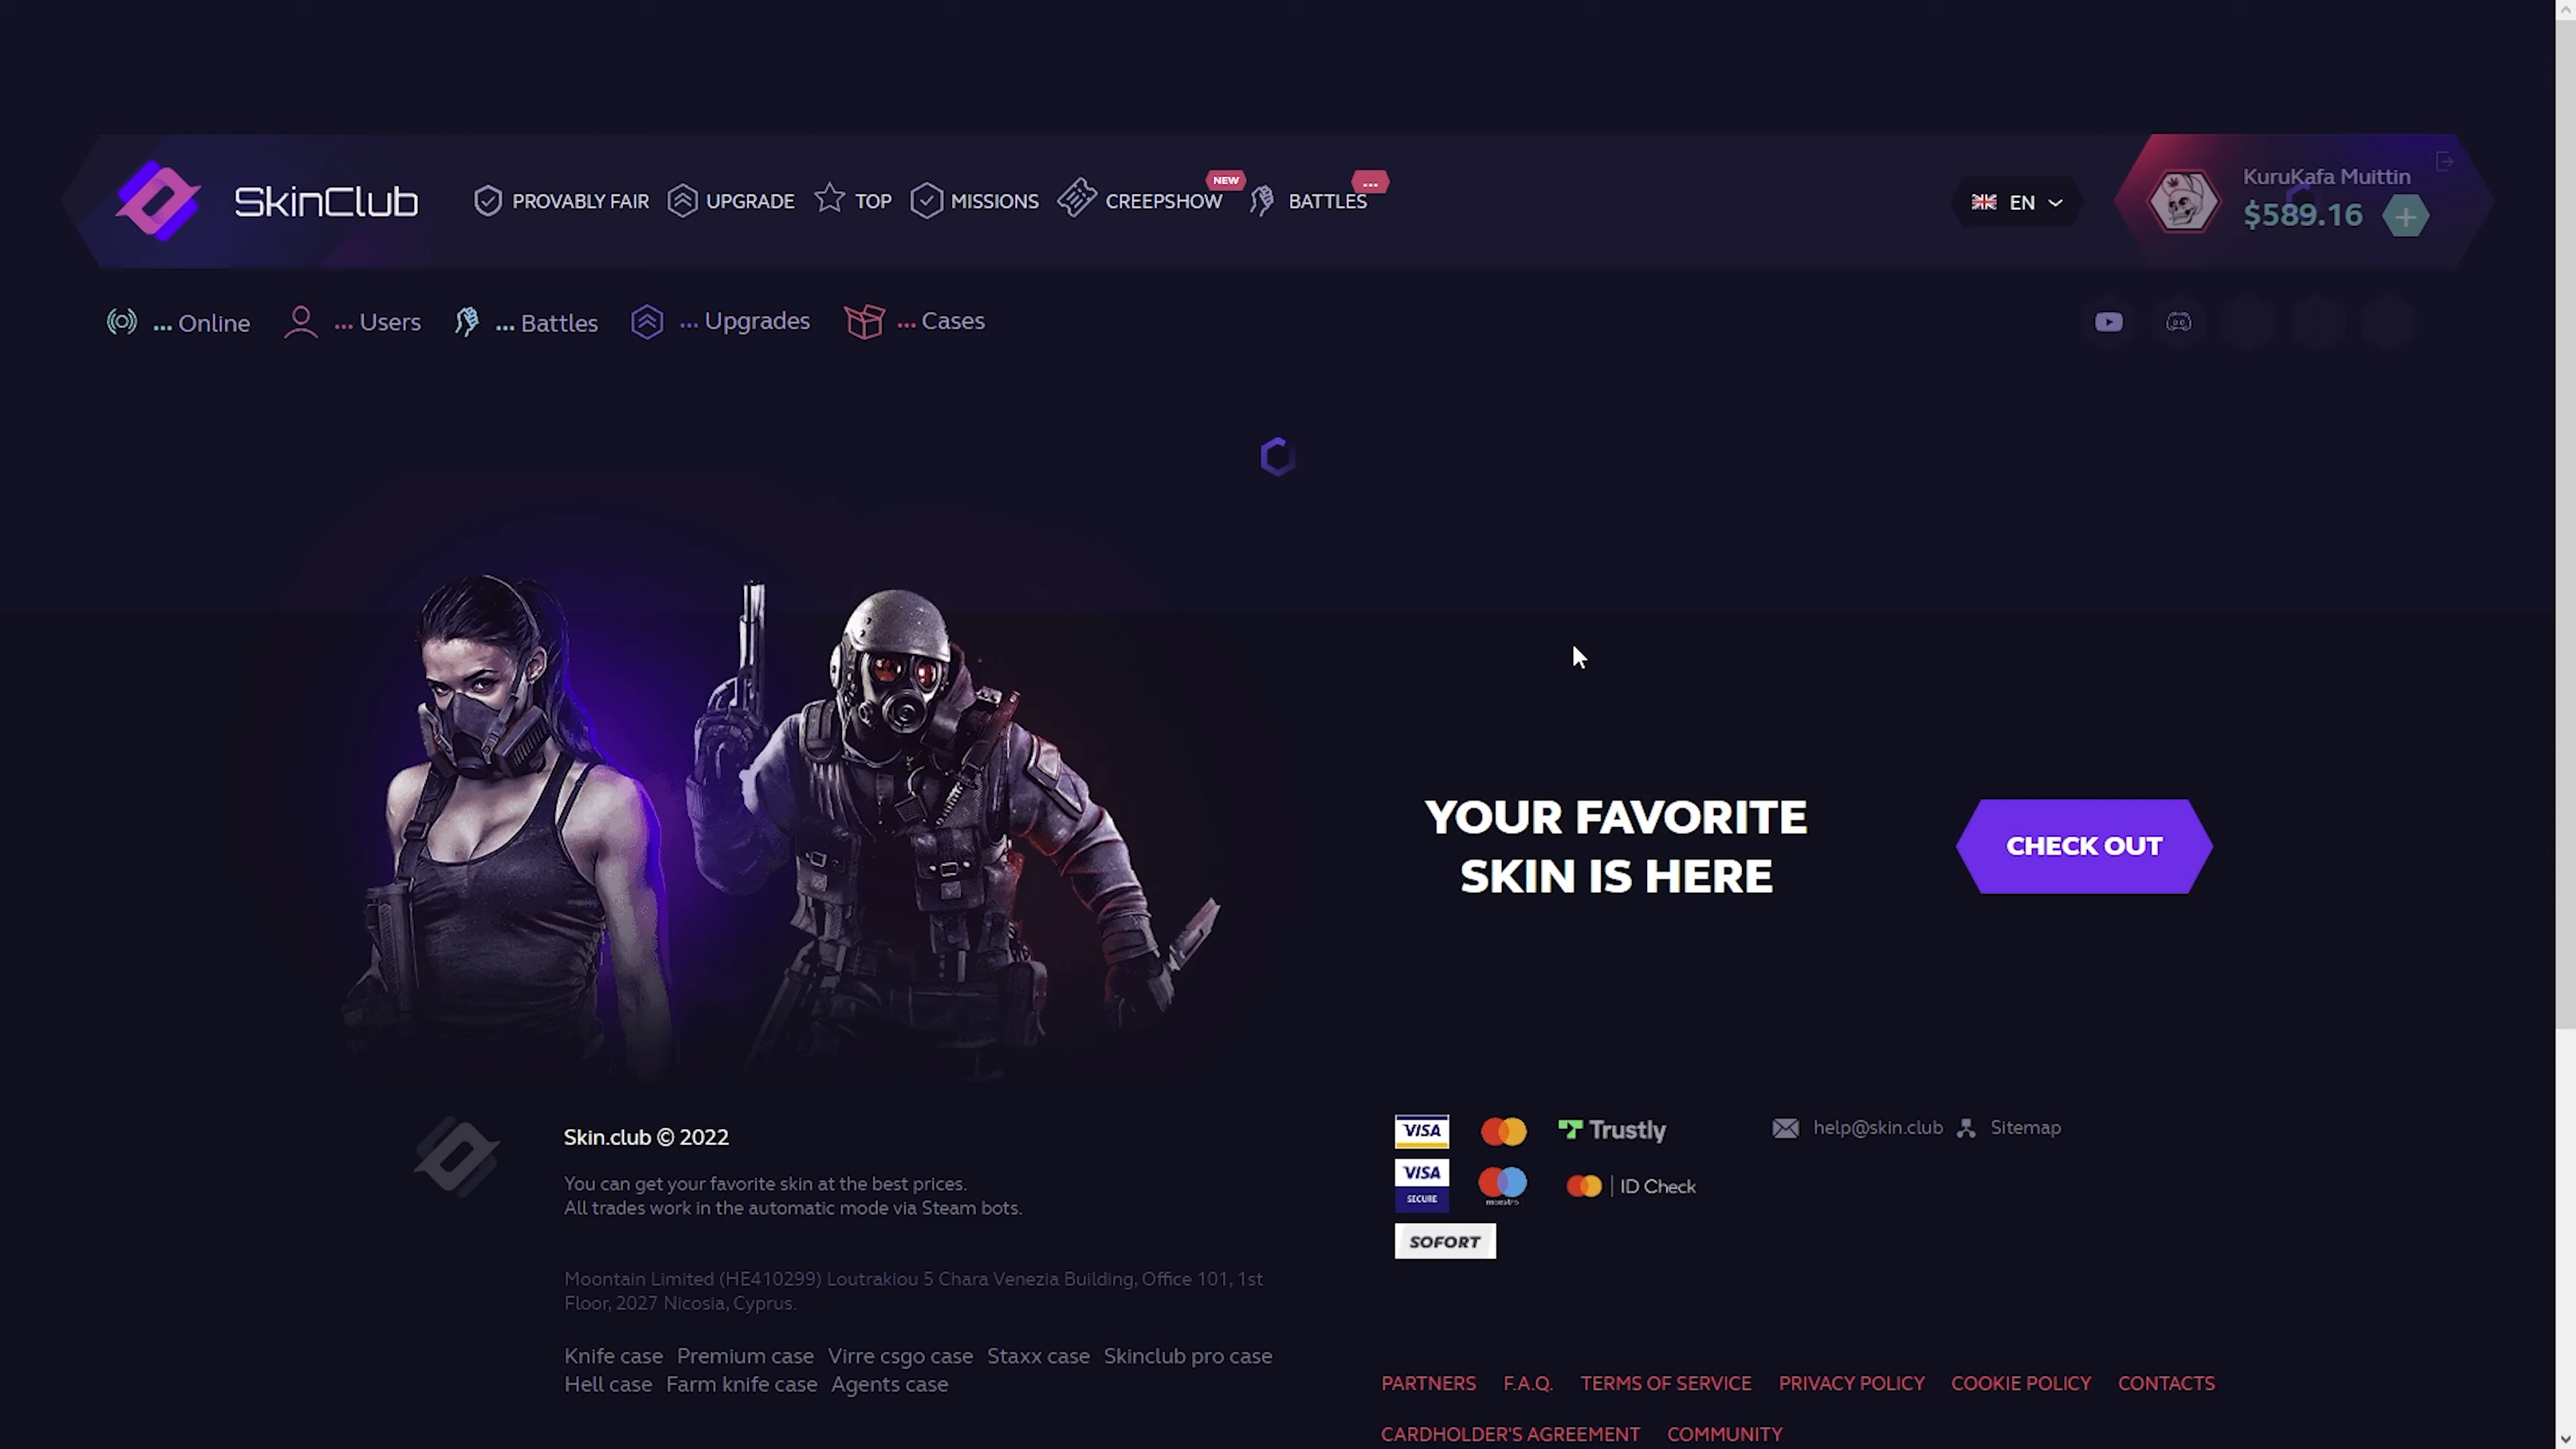 SkinClub
PROVABLY FAIR
UPGRADE
TOP
MISSIONS
CREEPSHOW
NEW
BATTLES
...
EN
KuruKafa Muittin
$589.16
... Online
... Users
... Battles
... Upgrades
... Cases
YOUR FAVORITE
SKIN IS HERE
CHECK OUT
Skin.club © 2022
You can get your favorite skin at the best prices.
All trades work in the automatic mode via Steam bots.
Moontain Limited (HE410299) Loutrakiou 5 Chara Venezia Building, Office 101, 1st
Floor, 2027 Nicosia, Cyprus.
Knife case Premium case Virre csgo case Staxx case Skinclub pro case
Hell case Farm knife case Agents case
VISA
Trustly
VISA
SECURE
maestro
ID Check
SOFORT
help@skin.club
Sitemap
PARTNERS F.A.Q. TERMS OF SERVICE PRIVACY POLICY COOKIE POLICY CONTACTS
CARDHOLDER'S AGREEMENT COMMUNITY